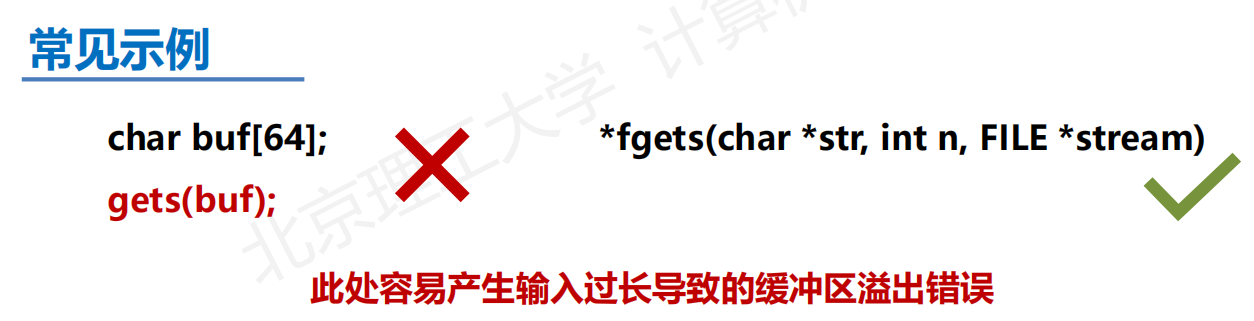 常见示例
char buf[64];
gets(buf);
*fgets(char *str, int n, FILE *stream)
此处容易产生输入过长导致的缓冲区溢出错误
北京理工大学 计算机